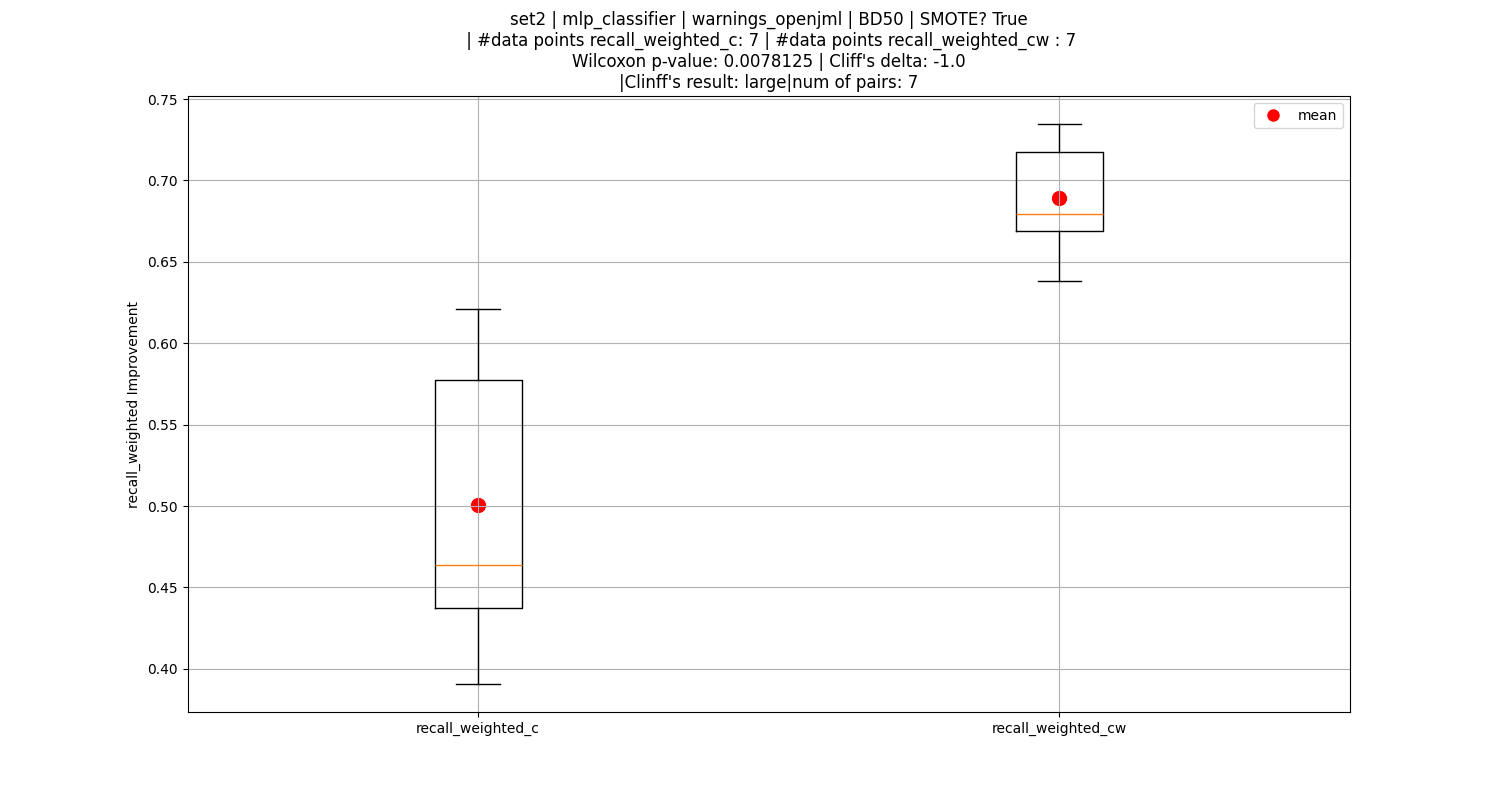 set2 | mlp_classifier | warnings_openjml | BD50 | SMOTE? True
| #data points recall_weighted_c: 7 | #data points recall_weighted_cw : 7
Wilcoxon p-value: 0.0078125 | Cliff's delta: -1.0
|Clinff's result: large|num of pairs: 7
mean
recall_weighted Improvement
0.75
0.70
0.65
0.60
0.55
0.50
0.45
0.40
recall_weighted_c
recall_weighted_cw